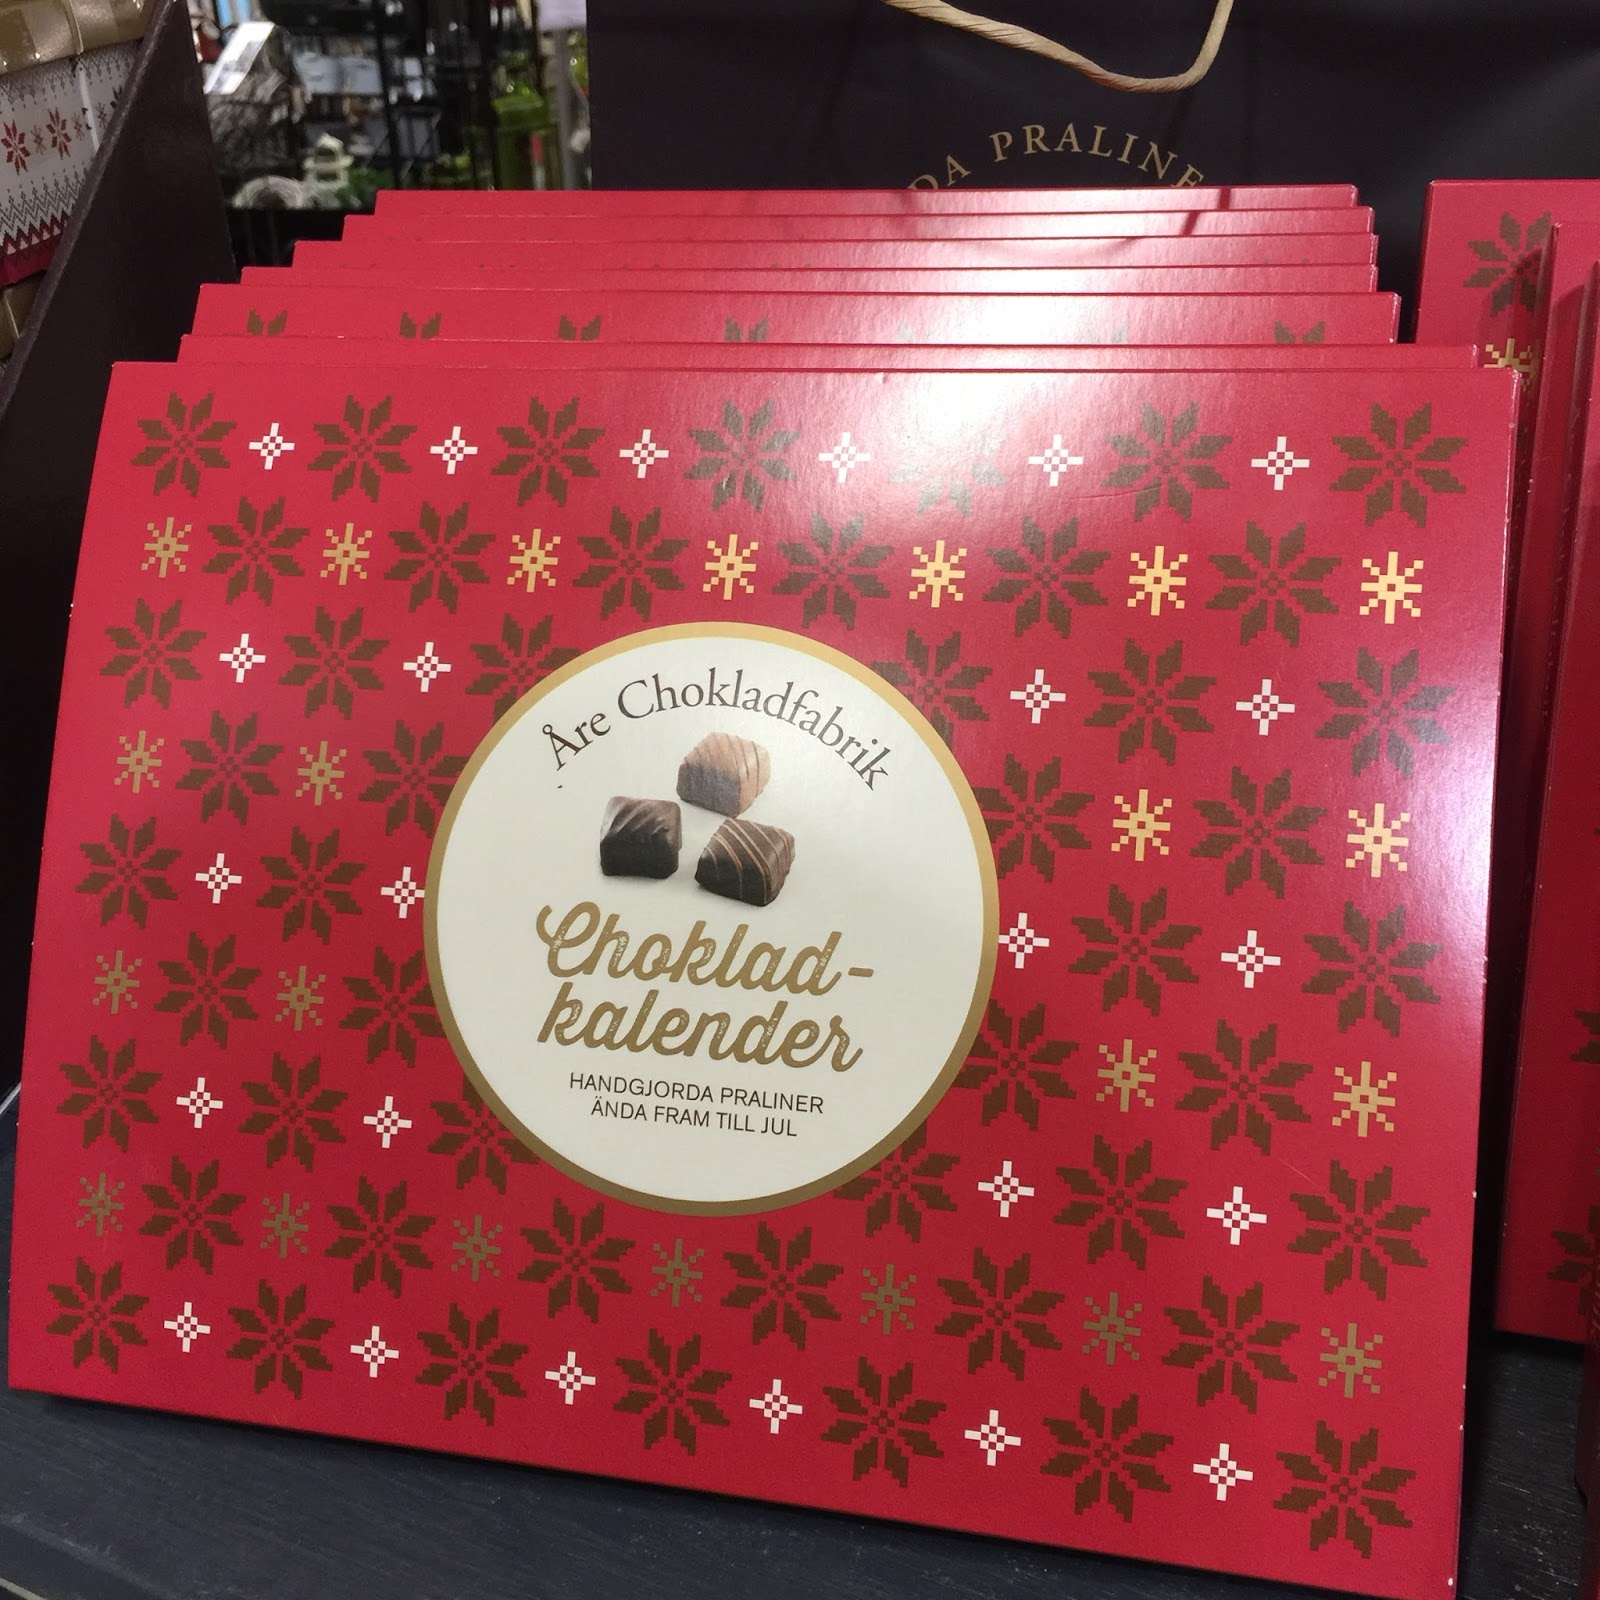 PRALINE
Åre Chokladfabrik
Choklad-
kalender
HANDGJORDA PRALINER
ÄNDA FRAM TILL JUL